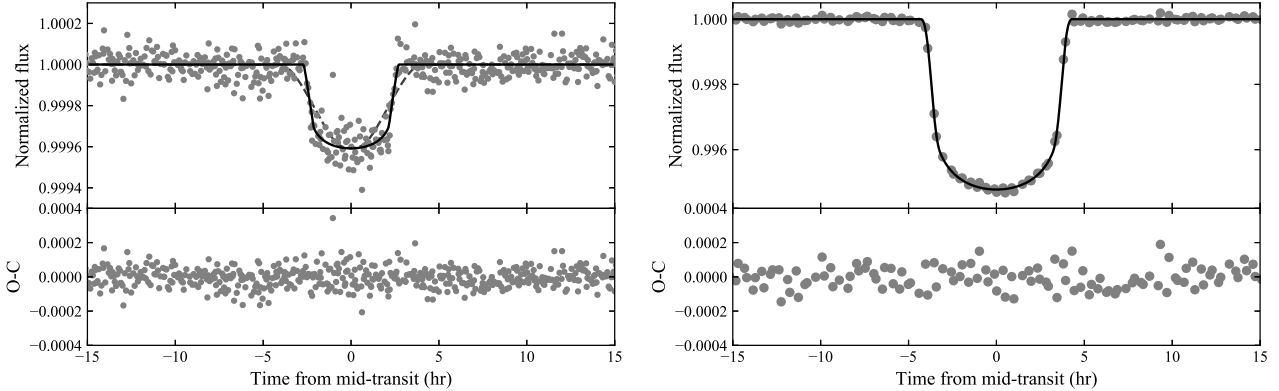 1.0002
1.0000
0.9998
0.9996
0.9994
Normalized flux
0.0004
0.0002
0.0000
−0.0002
−0.0004
O-C
−15 −10 −5 0 5 10 15
Time from mid-transit (hr)
1.000
0.998
0.996
Normalized flux
0.0004
0.0002
0.0000
−0.0002
−0.0004
O-C
−15 −10 −5 0 5 10 15
Time from mid-transit (hr)